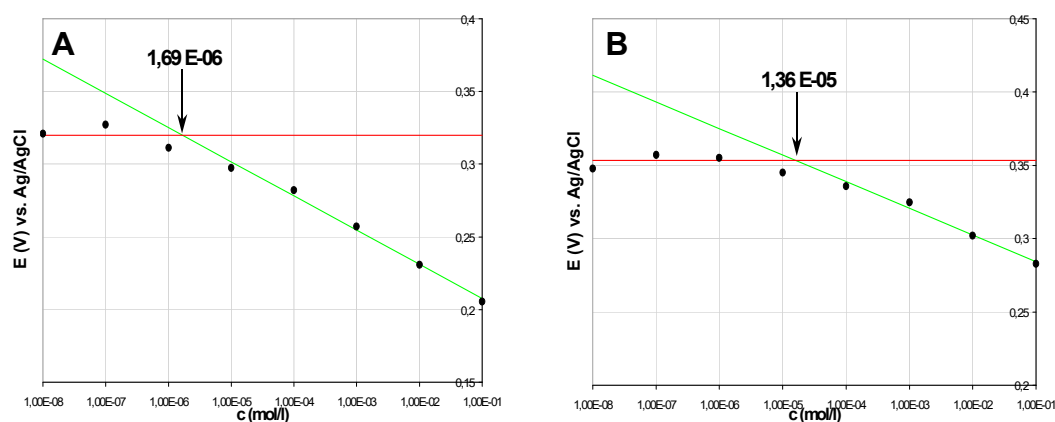 A
1,69 E-06
0,4
0,35
0,3
0,25
0,2
0,15
E (V) vs. Ag/AgCl
1,00E-08 1,00E-07 1,00E-06 1,00E-05 1,00E-04 1,00E-03 1,00E-02 1,00E-01
c (mol/l)
B
1,36 E-05
0,45
0,4
0,35
0,3
0,25
0,2
E (V) vs. Ag/AgCl
1,00E-08 1,00E-07 1,00E-06 1,00E-05 1,00E-04 1,00E-03 1,00E-02 1,00E-01
c (mol/l)